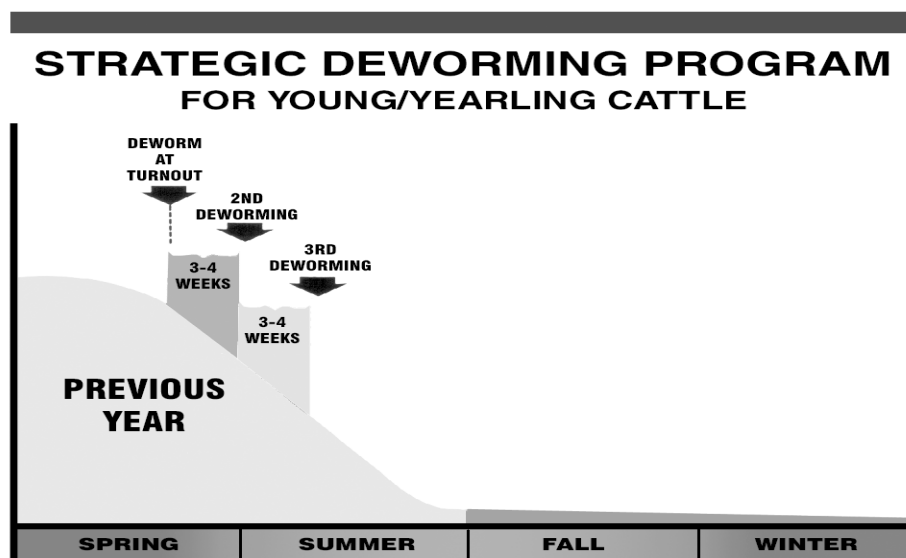 STRATEGIC DEWORMING PROGRAM
FOR YOUNG/YEARLING CATTLE
DEWORM
AT
TURNOUT
2ND
DEWORMING
3RD
DEWORMING
3-4
WEEKS
3-4
WEEKS
PREVIOUS
YEAR
SPRING
SUMMER
FALL
WINTER